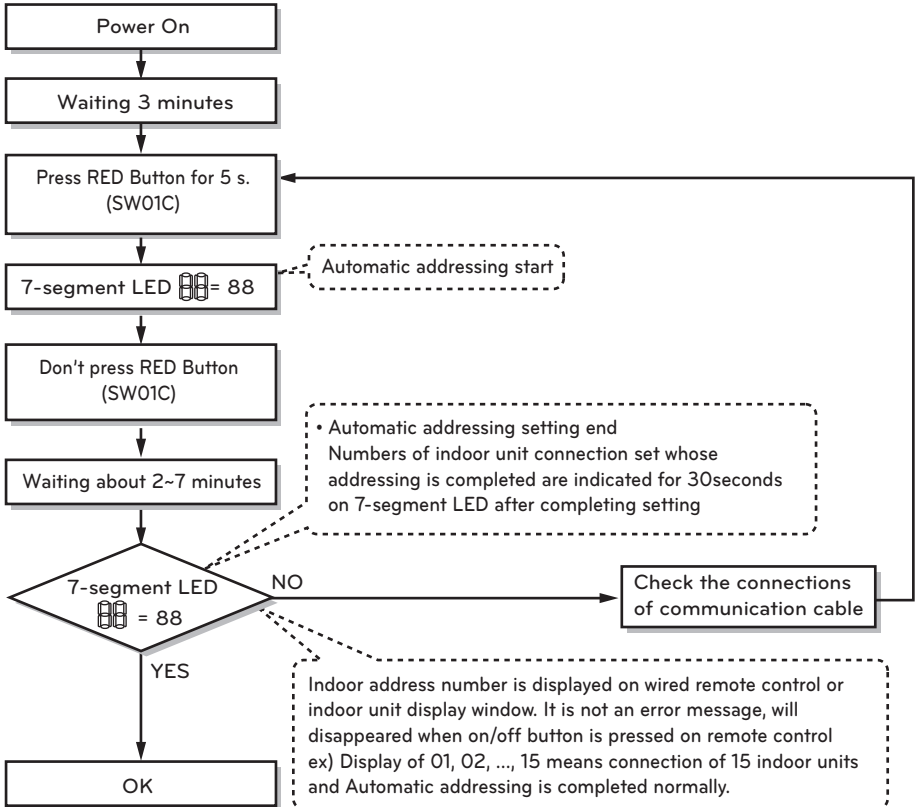 Power On
Waiting 3 minutes
Press RED Button for 5 s.
(SW01C)
7-segment LED 88= 88
Automatic addressing start
Don't press RED Button
(SW01C)
Waiting about 2~7 minutes
• Automatic addressing setting end
Numbers of indoor unit connection set whose
addressing is completed are indicated for 30seconds
on 7-segment LED after completing setting
7-segment LED
88 = 88
NO
Check the connections
of communication cable
YES
Indoor address number is displayed on wired remote control or
indoor unit display window. It is not an error message, will
disappeared when on/off button is pressed on remote control
ex) Display of 01, 02, ..., 15 means connection of 15 indoor units
and Automatic addressing is completed normally.
OK